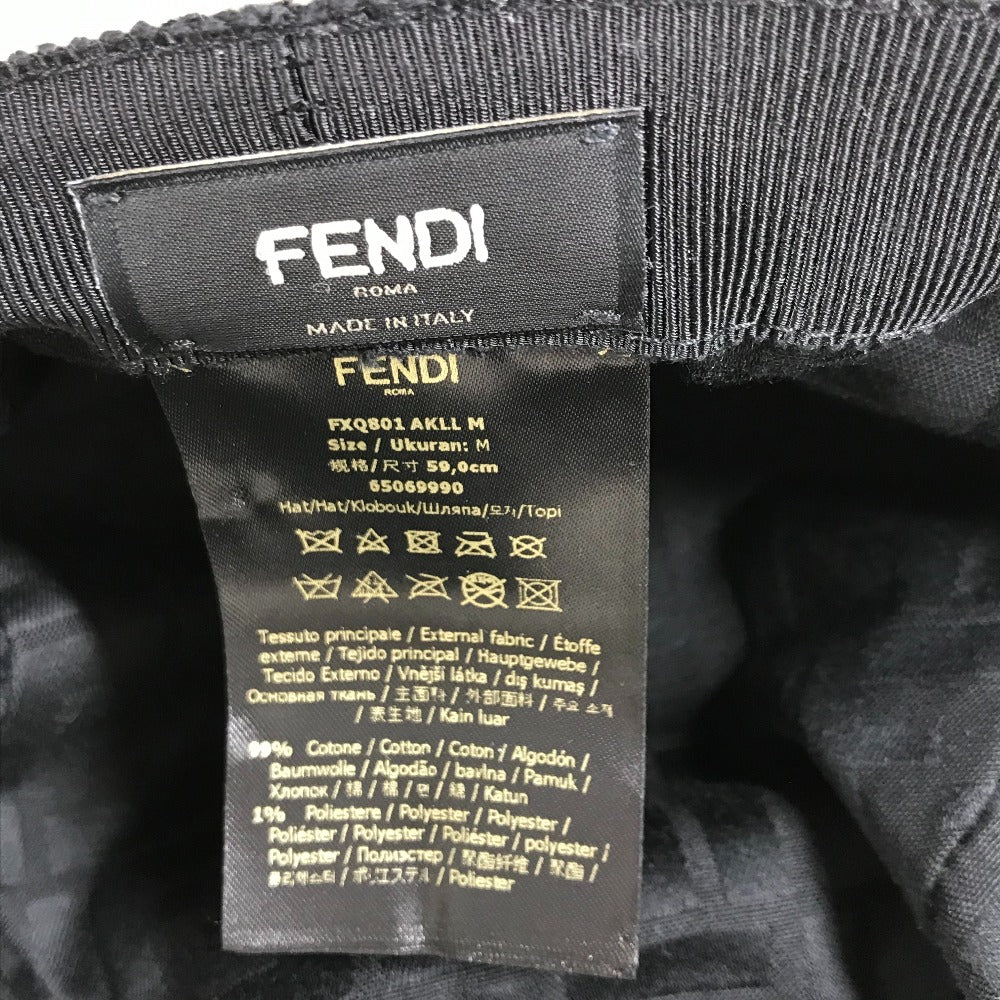 FENDI
ROMA
MADE IN ITALY
FENDI
ROMA
FXQ801 AKLL M
Size / Ukuran: M
规格/尺寸 59,0cm
65069990
Hat/Hat/Klobouk/Шляпа/모자/Topi
Tessuto principale / External fabric / Étoffe
externe / Tejido principal / Hauptgewebe /
Tecido Externo / Vnější látka / dış kumaş /
Основная ткань / 主面料 / 外部面料 / 주요 소재
/ 表生地 / Kain luar
99% Cotone / Cotton / Coton / Algodón /
Baumwolle / Algodão / bavlna / Pamuk /
Хлопок / 棉 / 棉 / 면 / 綿 / Katun
1% Poliestere / Polyester / Polyester /
Poliéster / Polyester / Poliéster / polyester /
Polyester / Полиэстер / 聚酯纤维 / 聚酯 /
폴리에스터 / ポリエステル / Poliester